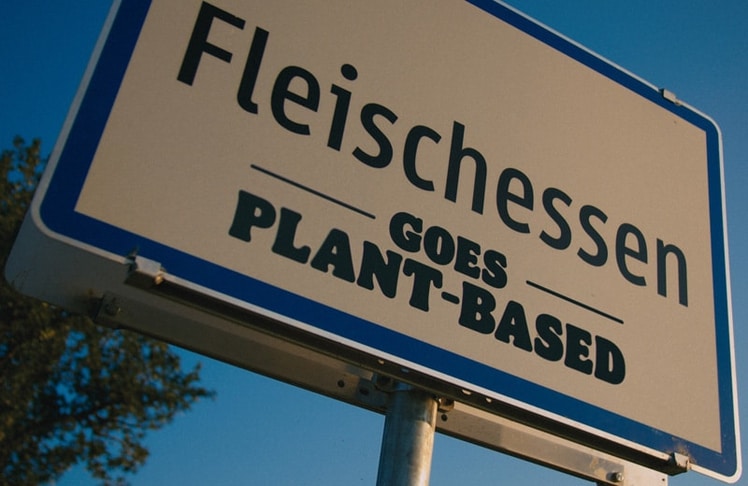 Fleischessen
GOES
PLANT-BASED